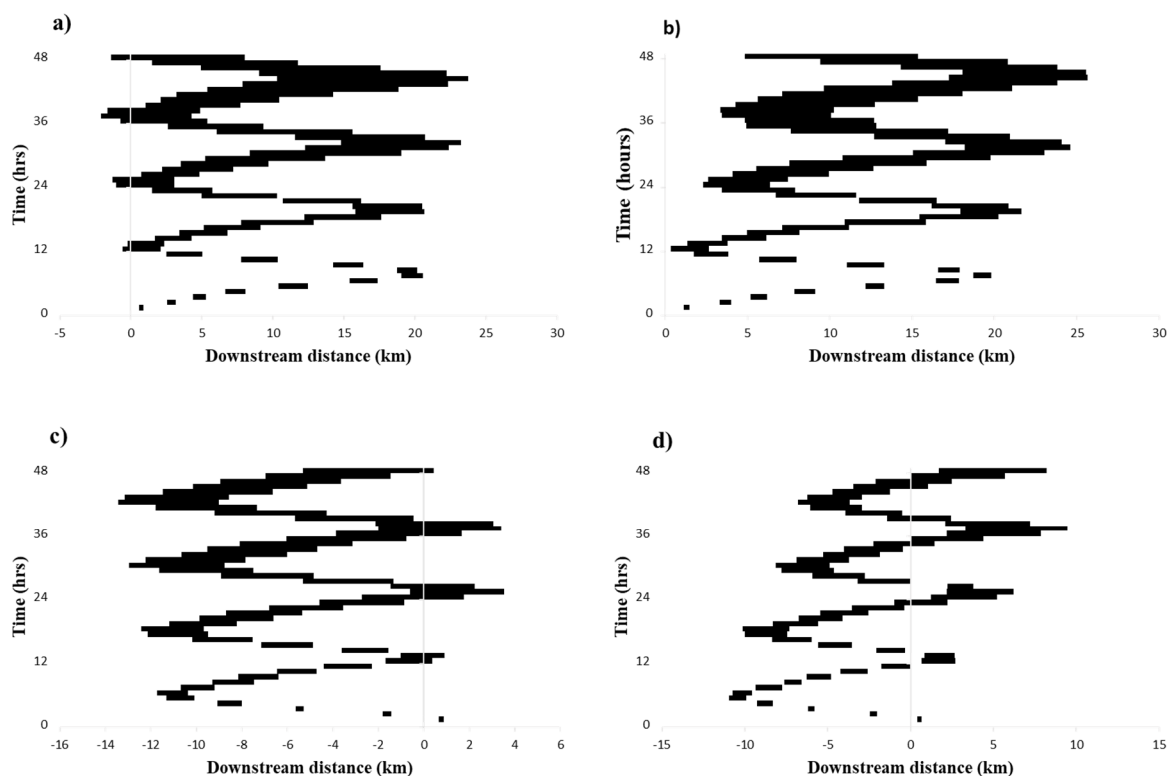 a)
48
36
24
12
0
Time (hrs)
-5 0 5 10 15 20 25 30
Downstream distance (km)
b)
48
36
24
12
0
Time (hours)
0 5 10 15 20 25 30
Downstream distance (km)
c)
48
36
24
12
0
Time (hrs)
-16 -14 -12 -10 -8 -6 -4 -2 0 2 4 6
Downstream distance (km)
d)
48
36
24
12
0
Time (hrs)
-15 -10 -5 0 5 10 15
Downstream distance (km)